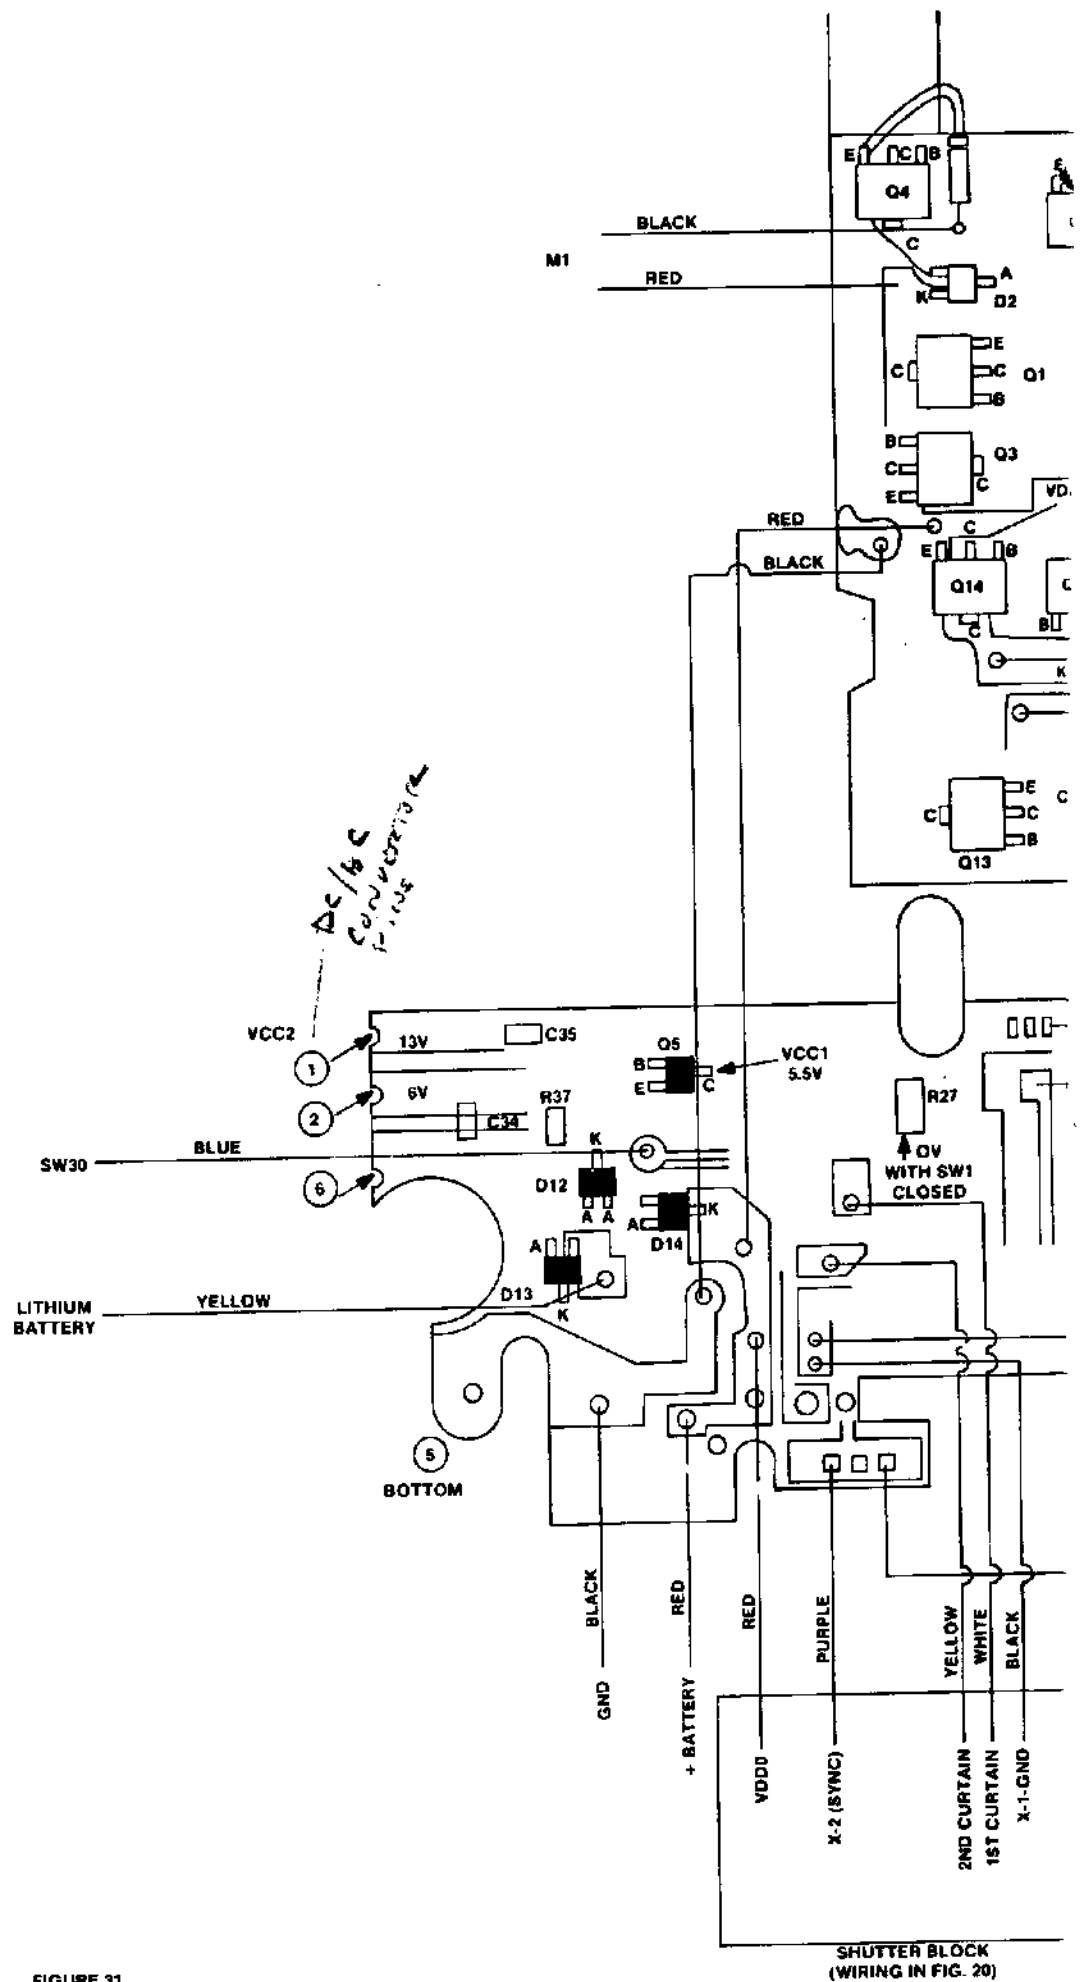 E
C
B
E
Q4
BLACK
C
M1
RED
A
K
D2
E
C
C
Q1
B
B
Q3
C
C
E
VD
RED
C
E
B
BLACK
Q14
C
B
K
E
C
C
C
B
Q13
DC/
VCC2
13V
C35
Q5
VCC1
5.5V
1
B
E
C
6V
R37
R27
2
C34
BLUE
K
0V
WITH SW1
CLOSED
SW30
6
D12
A A
A
K
D14
A
D13
K
LITHIUM
BATTERY
YELLOW
5
BOTTOM
BLACK
RED
RED
PURPLE
YELLOW
WHITE
BLACK
GND
+ BATTERY
VDD0
X-2 (SYNC)
2ND CURTAIN
1ST CURTAIN
X-1-GND
SHUTTER BLOCK
(WIRING IN FIG. 20)
FIGURE 31